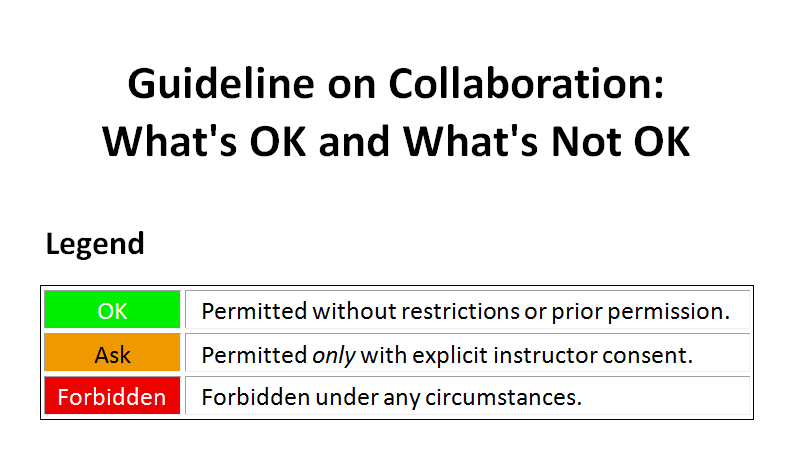 Guideline on Collaboration:
What's OK and What's Not OK
Legend
OK Permitted without restrictions or prior permission.
Ask Permitted only with explicit instructor consent.
Forbidden Forbidden under any circumstances.